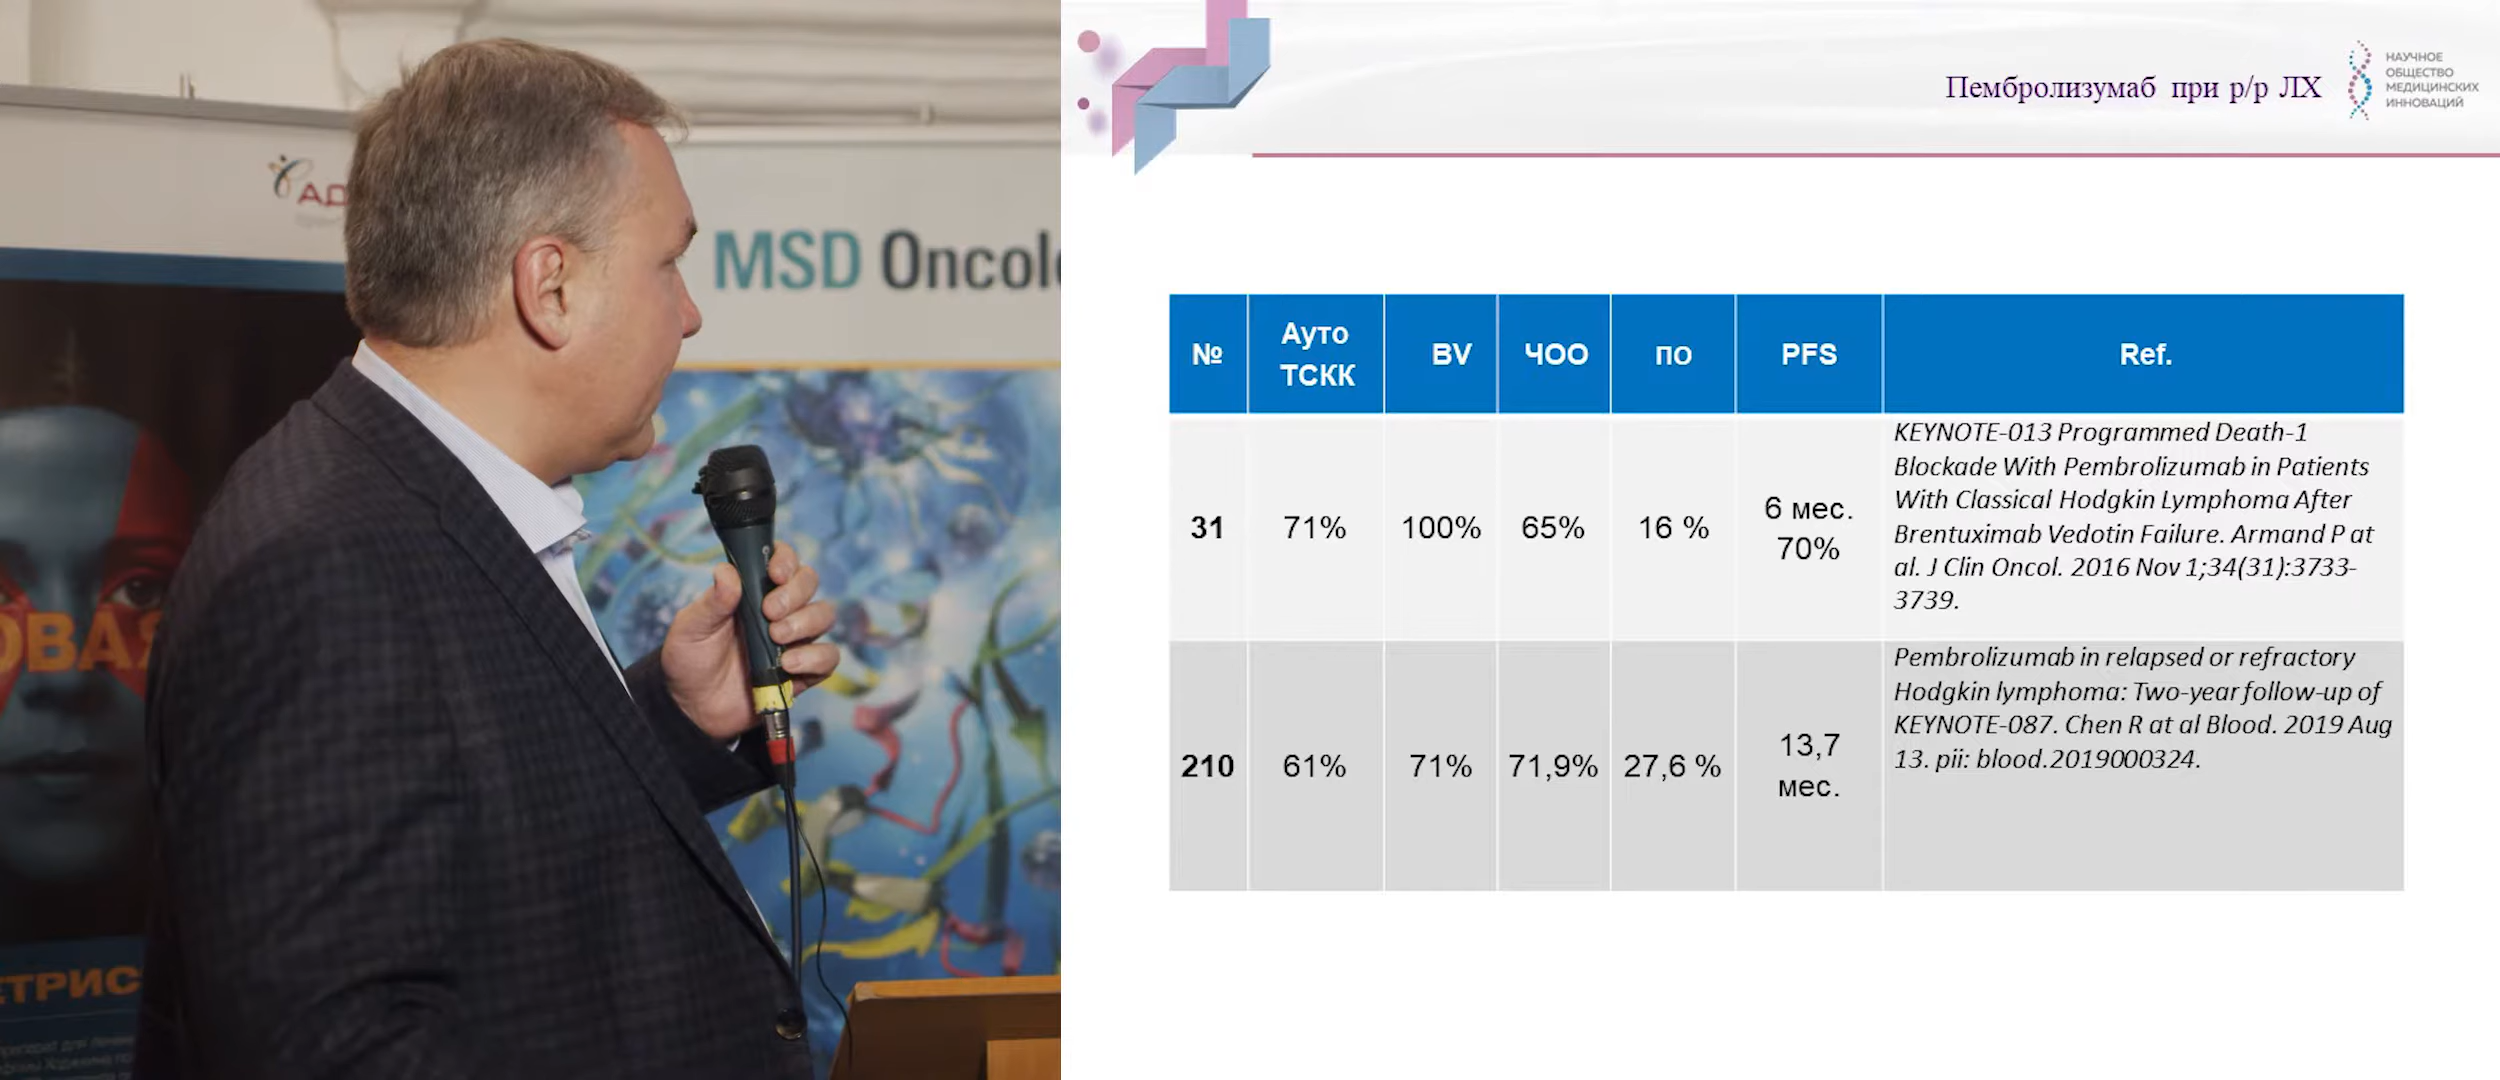 MSD Oncol
ОВАЯ
ЕТРИС
Пембролизумаб при р/р ЛХ
НАУЧНОЕ
ОБЩЕСТВО
МЕДИЦИНСКИХ
ИННОВАЦИЙ
№
Ауто
ТСКК
BV
ЧОО
ПО
PFS
Ref.
31
71%
100%
65%
16 %
6 мес.
70%
KEYNOTE-013 Programmed Death-1
Blockade With Pembrolizumab in Patients
With Classical Hodgkin Lymphoma After
Brentuximab Vedotin Failure. Armand P at
al. J Clin Oncol. 2016 Nov 1;34(31):3733-
3739.
210
61%
71%
71,9%
27,6 %
13,7
мес.
Pembrolizumab in relapsed or refractory
Hodgkin lymphoma: Two-year follow-up of
KEYNOTE-087. Chen R at al Blood. 2019 Aug
13. pii: blood.2019000324.